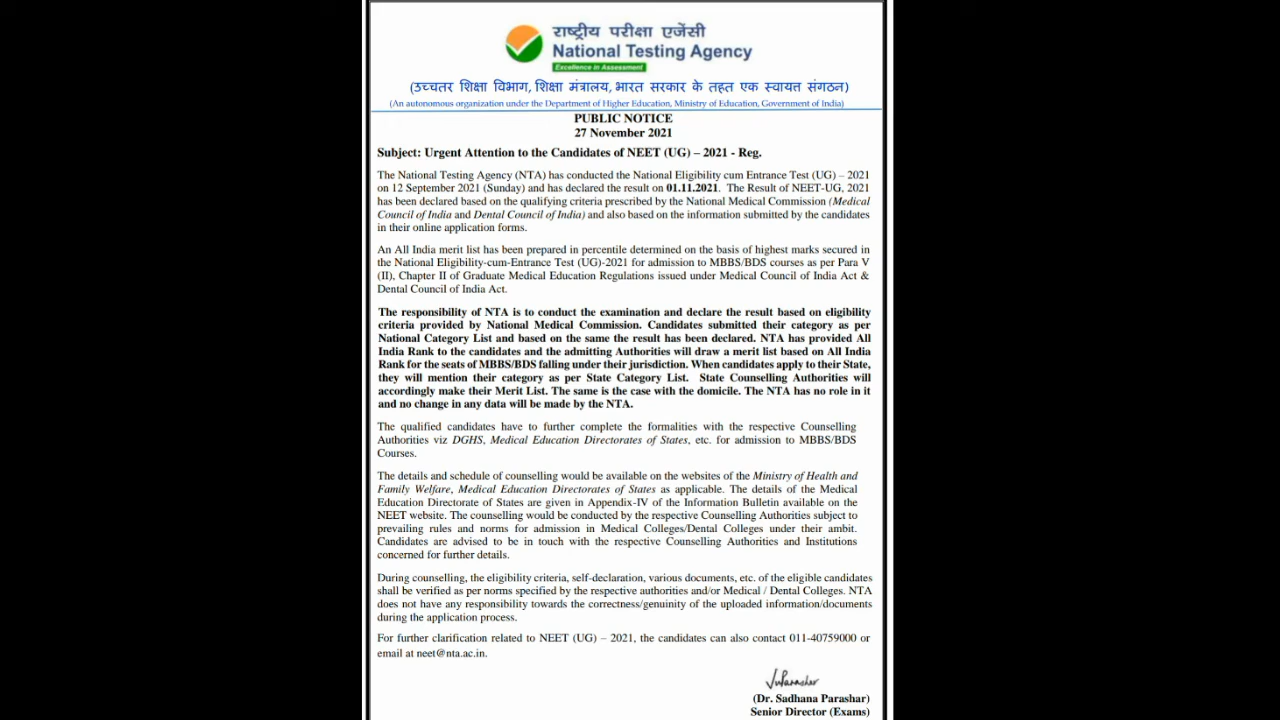 राष्ट्रीय परीक्षा एजेंसी
National Testing Agency
Excellence in Assessment
(उच्चतर शिक्षा विभाग, शिक्षा मंत्रालय, भारत सरकार के तहत एक स्वायत्त संगठन)
(An autonomous organization under the Department of Higher Education, Ministry of Education, Government of India)
PUBLIC NOTICE
27 November 2021
Subject: Urgent Attention to the Candidates of NEET (UG) – 2021 - Reg.
The National Testing Agency (NTA) has conducted the National Eligibility cum Entrance Test (UG) – 2021
on 12 September 2021 (Sunday) and has declared the result on 01.11.2021. The Result of NEET-UG, 2021
has been declared based on the qualifying criteria prescribed by the National Medical Commission (Medical
Council of India and Dental Council of India) and also based on the information submitted by the candidates
in their online application forms.
An All India merit list has been prepared in percentile determined on the basis of highest marks secured in
the National Eligibility-cum-Entrance Test (UG)-2021 for admission to MBBS/BDS courses as per Para V
(II), Chapter II of Graduate Medical Education Regulations issued under Medical Council of India Act &
Dental Council of India Act.
The responsibility of NTA is to conduct the examination and declare the result based on eligibility
criteria provided by National Medical Commission. Candidates submitted their category as per
National Category List and based on the same the result has been declared. NTA has provided All
India Rank to the candidates and the admitting Authorities will draw a merit list based on All India
Rank for the seats of MBBS/BDS falling under their jurisdiction. When candidates apply to their State,
they will mention their category as per State Category List. State Counselling Authorities will
accordingly make their Merit List. The same is the case with the domicile. The NTA has no role in it
and no change in any data will be made by the NTA.
The qualified candidates have to further complete the formalities with the respective Counselling
Authorities viz DGHS, Medical Education Directorates of States, etc. for admission to MBBS/BDS
Courses.
The details and schedule of counselling would be available on the websites of the Ministry of Health and
Family Welfare, Medical Education Directorates of States as applicable. The details of the Medical
Education Directorate of States are given in Appendix-IV of the Information Bulletin available on the
NEET website. The counselling would be conducted by the respective Counselling Authorities subject to
prevailing rules and norms for admission in Medical Colleges/Dental Colleges under their ambit.
Candidates are advised to be in touch with the respective Counselling Authorities and Institutions
concerned for further details.
During counselling, the eligibility criteria, self-declaration, various documents, etc. of the eligible candidates
shall be verified as per norms specified by the respective authorities and/or Medical / Dental Colleges. NTA
does not have any responsibility towards the correctness/genuinity of the uploaded information/documents
during the application process.
For further clarification related to NEET (UG) – 2021, the candidates can also contact 011-40759000 or
email at neet@nta.ac.in.
(Dr. Sadhana Parashar)
Senior Director (Exams)